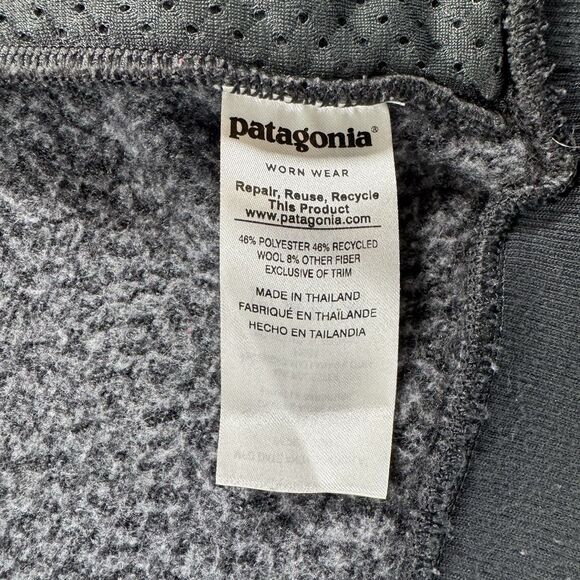 patagonia®
WORN WEAR
Repair, Reuse, Recycle
This Product
www.patagonia.com
46% POLYESTER 46% RECYCLED
WOOL 8% OTHER FIBER
EXCLUSIVE OF TRIM
MADE IN THAILAND
FABRIQUÉ EN THAÏLANDE
HECHO EN TAILANDIA